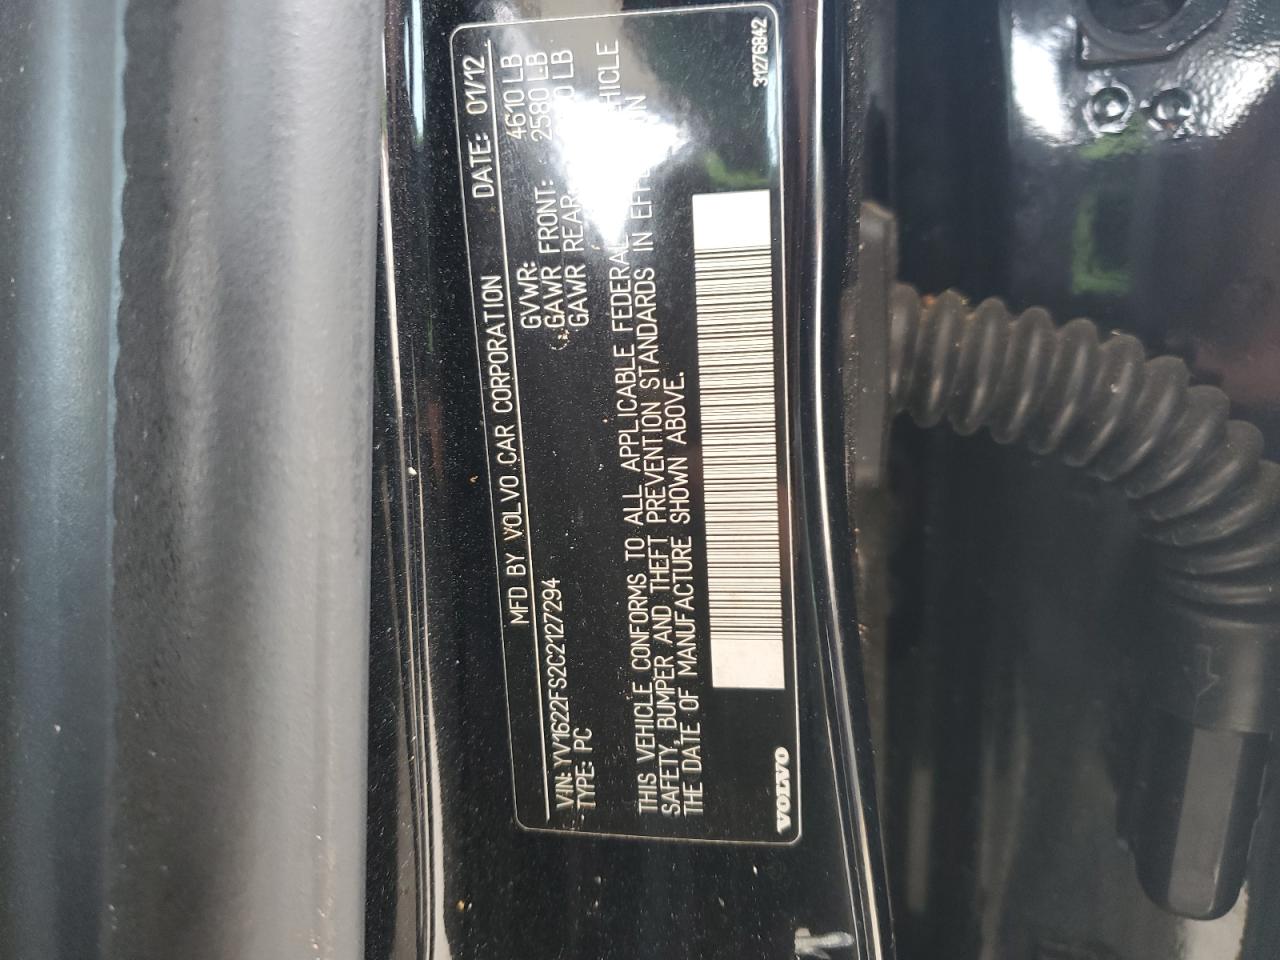 MFD BY VOLVO CAR CORPORATION DATE: 01/12
VIN: YV1622FS2C2127294 GVWR: 4610 LB
TYPE: PC GAWR FRONT: 2580 LB
GAWR REAR: LB
THIS VEHICLE CONFORMS TO ALL APPLICABLE FEDERAL VEHICLE
SAFETY, BUMPER AND THEFT PREVENTION STANDARDS IN
THE DATE OF MANUFACTURE SHOWN ABOVE.
VOLVO 31276842